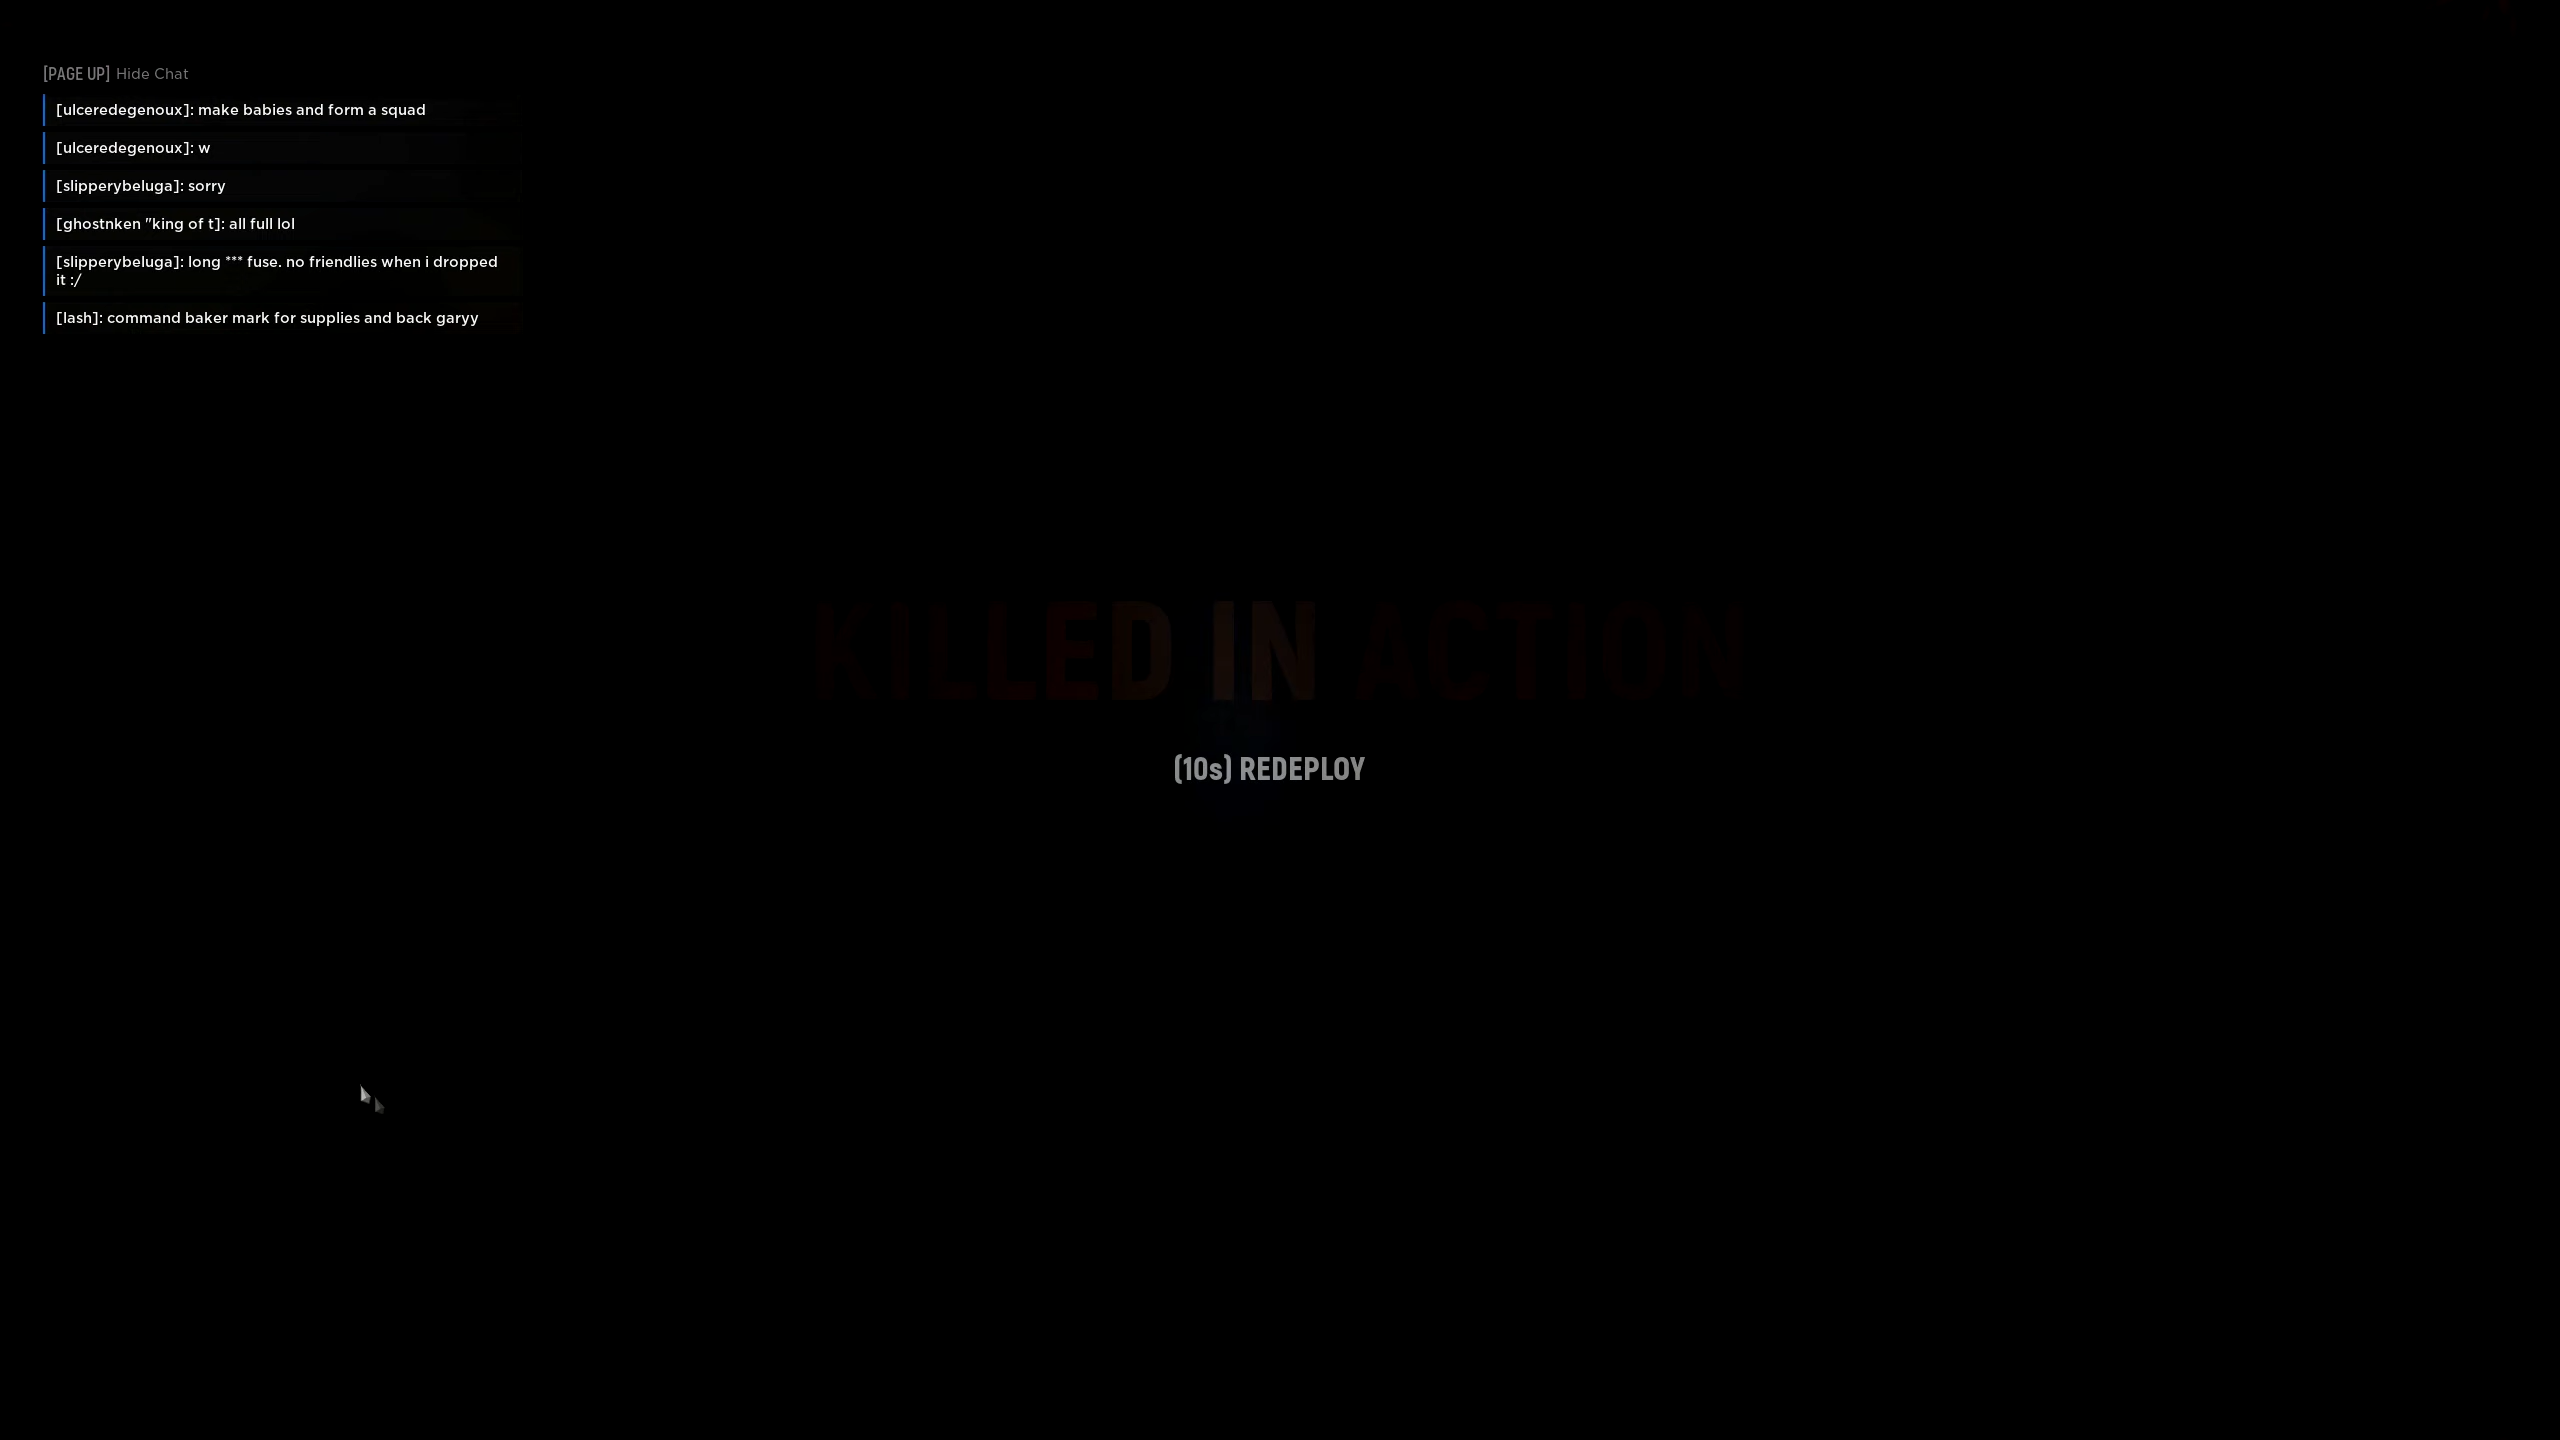 [PAGE UP] Hide Chat
[ulceredegenoux]: make babies and form a squad
[ulceredegenoux]: w
[slipperybeluga]: sorry
[ghostnken "king of t]: all full lol
[slipperybeluga]: long *** fuse. no friendlies when i dropped
it :/
[lash]: command baker mark for supplies and back garyy
KILLED IN ACTION
(10s) REDEPLOY